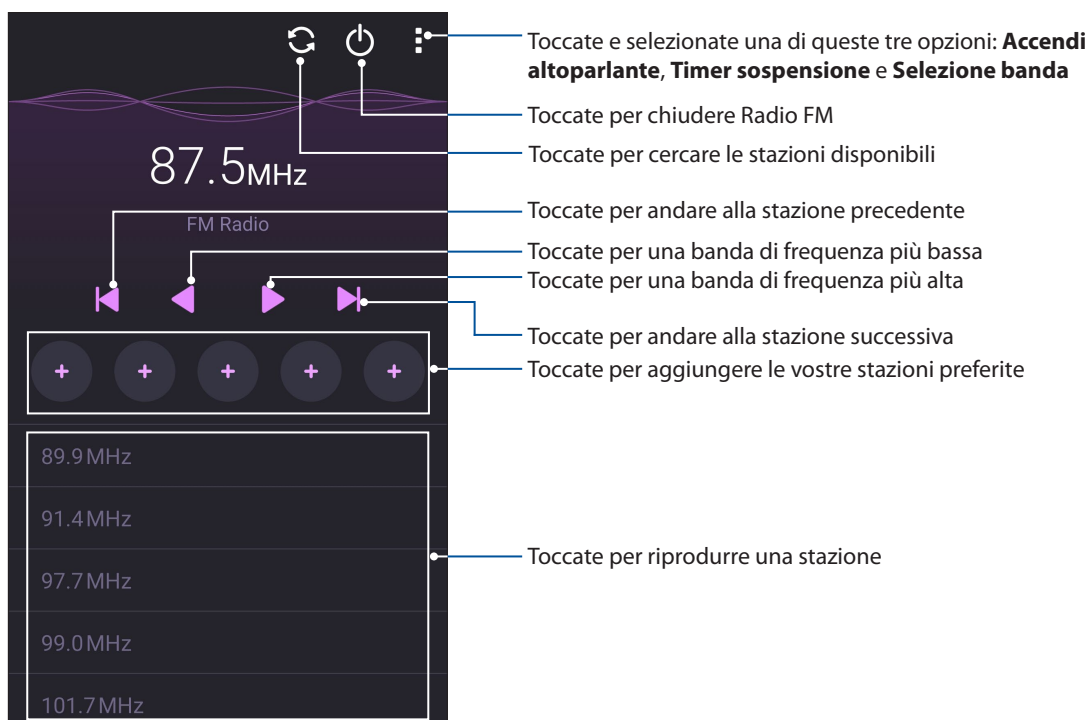 Toccate e selezionate una di queste tre opzioni: Accendi
altoparlante, Timer sospensione e Selezione banda
Toccate per chiudere Radio FM
Toccate per cercare le stazioni disponibili
87.5MHz
FM Radio
Toccate per andare alla stazione precedente
Toccate per una banda di frequenza più bassa
Toccate per una banda di frequenza più alta
Toccate per andare alla stazione successiva
Toccate per aggiungere le vostre stazioni preferite
+ + + + +
89.9MHz
91.4MHz
Toccate per riprodurre una stazione
97.7MHz
99.0MHz
101.7MHz